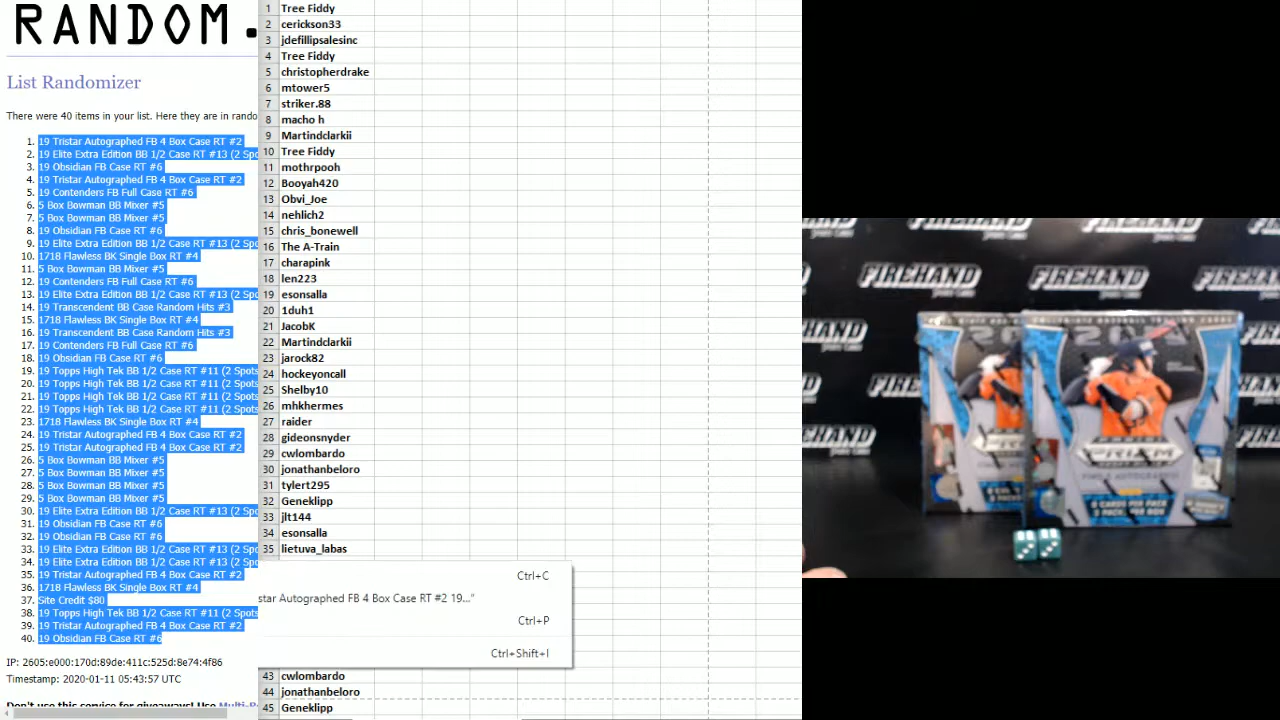 RANDOM.
List Randomizer
There were 40 items in your list. Here they are in rando
1. 19 Tristar Autographed FB 4 Box Case RT #2
2. 19 Elite Extra Edition BB 1/2 Case RT #13 (2 Spo
3. 19 Obsidian FB Case RT #6
4. 19 Tristar Autographed FB 4 Box Case RT #2
5. 19 Contenders FB Full Case RT #6
6. 5 Box Bowman BB Mixer #5
7. 5 Box Bowman BB Mixer #5
8. 19 Obsidian FB Case RT #6
9. 19 Elite Extra Edition BB 1/2 Case RT #13 (2 Spo
10. 1718 Flawless BK Single Box RT #4
11. 5 Box Bowman BB Mixer #5
12. 19 Contenders FB Full Case RT #6
13. 19 Elite Extra Edition BB 1/2 Case RT #13 (2 Spo
14. 19 Transcendent BB Case Random Hits #3
15. 1718 Flawless BK Single Box RT #4
16. 19 Transcendent BB Case Random Hits #3
17. 19 Contenders FB Full Case RT #6
18. 19 Obsidian FB Case RT #6
19. 19 Topps High Tek BB 1/2 Case RT #11 (2 Spots
20. 19 Topps High Tek BB 1/2 Case RT #11 (2 Spots
21. 19 Topps High Tek BB 1/2 Case RT #11 (2 Spots
22. 19 Topps High Tek BB 1/2 Case RT #11 (2 Spots
23. 1718 Flawless BK Single Box RT #4
24. 19 Tristar Autographed FB 4 Box Case RT #2
25. 19 Tristar Autographed FB 4 Box Case RT #2
26. 5 Box Bowman BB Mixer #5
27. 5 Box Bowman BB Mixer #5
28. 5 Box Bowman BB Mixer #5
29. 5 Box Bowman BB Mixer #5
30. 19 Elite Extra Edition BB 1/2 Case RT #13 (2 Spo
31. 19 Obsidian FB Case RT #6
32. 19 Obsidian FB Case RT #6
33. 19 Elite Extra Edition BB 1/2 Case RT #13 (2 Spo
34. 19 Elite Extra Edition BB 1/2 Case RT #13 (2 Spo
35. 19 Tristar Autographed FB 4 Box Case RT #2
36. 1718 Flawless BK Single Box RT #4
37. Site Credit $80
38. 19 Topps High Tek BB 1/2 Case RT #11 (2 Spots
39. 19 Tristar Autographed FB 4 Box Case RT #2
40. 19 Obsidian FB Case RT #6
IP: 2605:e000:170d:89de:411c:525d:8e74:4f86
Timestamp: 2020-01-11 05:43:57 UTC
Don't use this service for giveaways! Use Multi-R
1 Tree Fiddy
2 cerickson33
3 jdefillipsalesinc
4 Tree Fiddy
5 christopherdrake
6 mtower5
7 striker.88
8 macho h
9 Martindclarkii
10 Tree Fiddy
11 mothrpooh
12 Booyah420
13 Obvi_Joe
14 nehlich2
15 chris_bonewell
16 The A-Train
17 charapink
18 len223
19 esonsalla
20 1duh1
21 JacobK
22 Martindclarkii
23 jarock82
24 hockeyoncall
25 Shelby10
26 mhkhermes
27 raider
28 gideonsnyder
29 cwlombardo
30 jonathanbeloro
31 tylert295
32 Geneklipp
33 jlt144
34 esonsalla
35 lietuva_labas
Ctrl+C
star Autographed FB 4 Box Case RT #2 19..."
Ctrl+P
Ctrl+Shift+I
43 cwlombardo
44 jonathanbeloro
45 Geneklipp
FIREHAND
FIREHAND
FIREHAND
FIREHAND
FIREHAND
PRIZM